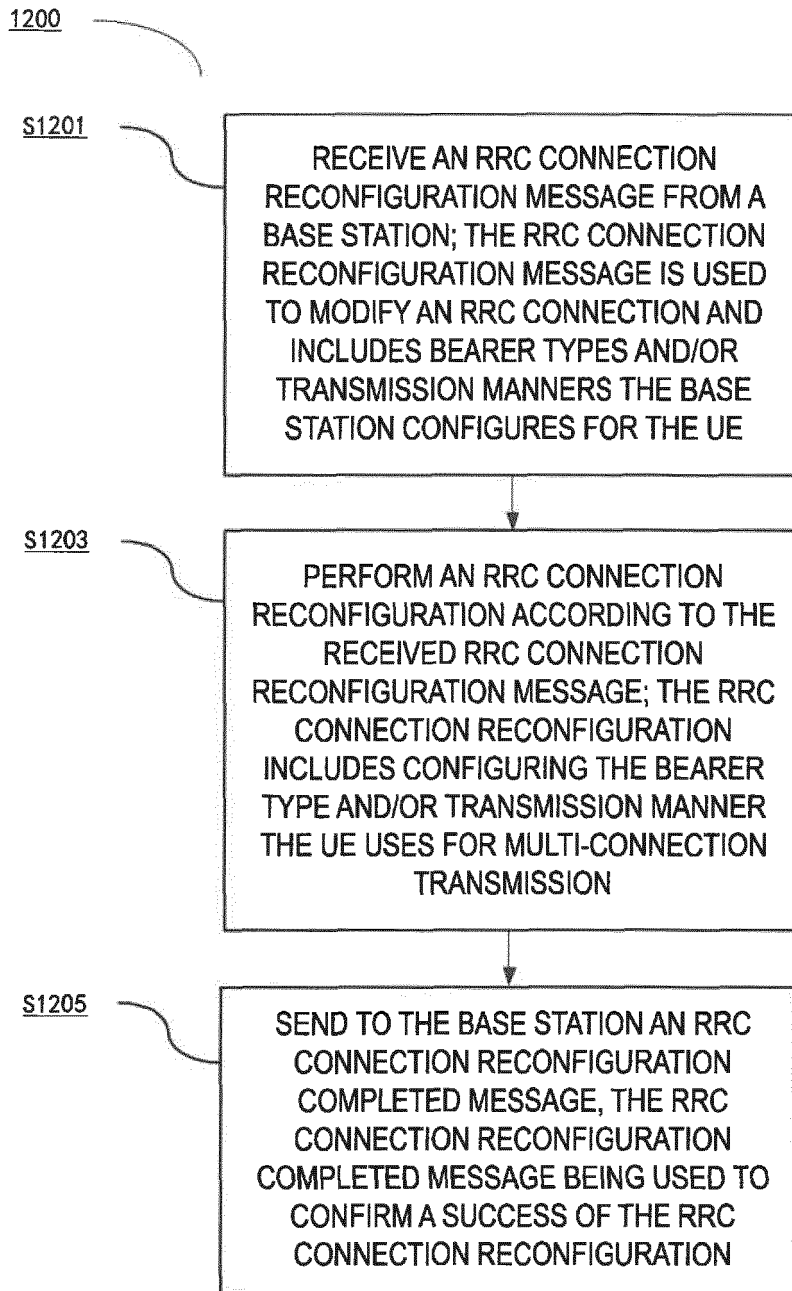 1200
S1201
RECEIVE AN RRC CONNECTION
RECONFIGURATION MESSAGE FROM A
BASE STATION; THE RRC CONNECTION
RECONFIGURATION MESSAGE IS USED
TO MODIFY AN RRC CONNECTION AND
INCLUDES BEARER TYPES AND/OR
TRANSMISSION MANNERS THE BASE
STATION CONFIGURES FOR THE UE
S1203
PERFORM AN RRC CONNECTION
RECONFIGURATION ACCORDING TO THE
RECEIVED RRC CONNECTION
RECONFIGURATION MESSAGE; THE RRC
CONNECTION RECONFIGURATION
INCLUDES CONFIGURING THE BEARER
TYPE AND/OR TRANSMISSION MANNER
THE UE USES FOR MULTI-CONNECTION
TRANSMISSION
S1205
SEND TO THE BASE STATION AN RRC
CONNECTION RECONFIGURATION
COMPLETED MESSAGE, THE RRC
CONNECTION RECONFIGURATION
COMPLETED MESSAGE BEING USED TO
CONFIRM A SUCCESS OF THE RRC
CONNECTION RECONFIGURATION